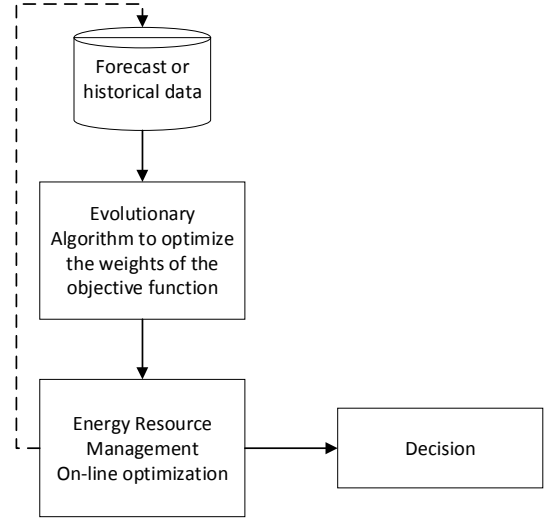 Forecast or
historical data
Evolutionary
Algorithm to optimize
the weights of the
objective function
Energy Resource
Management
On-line optimization
Decision